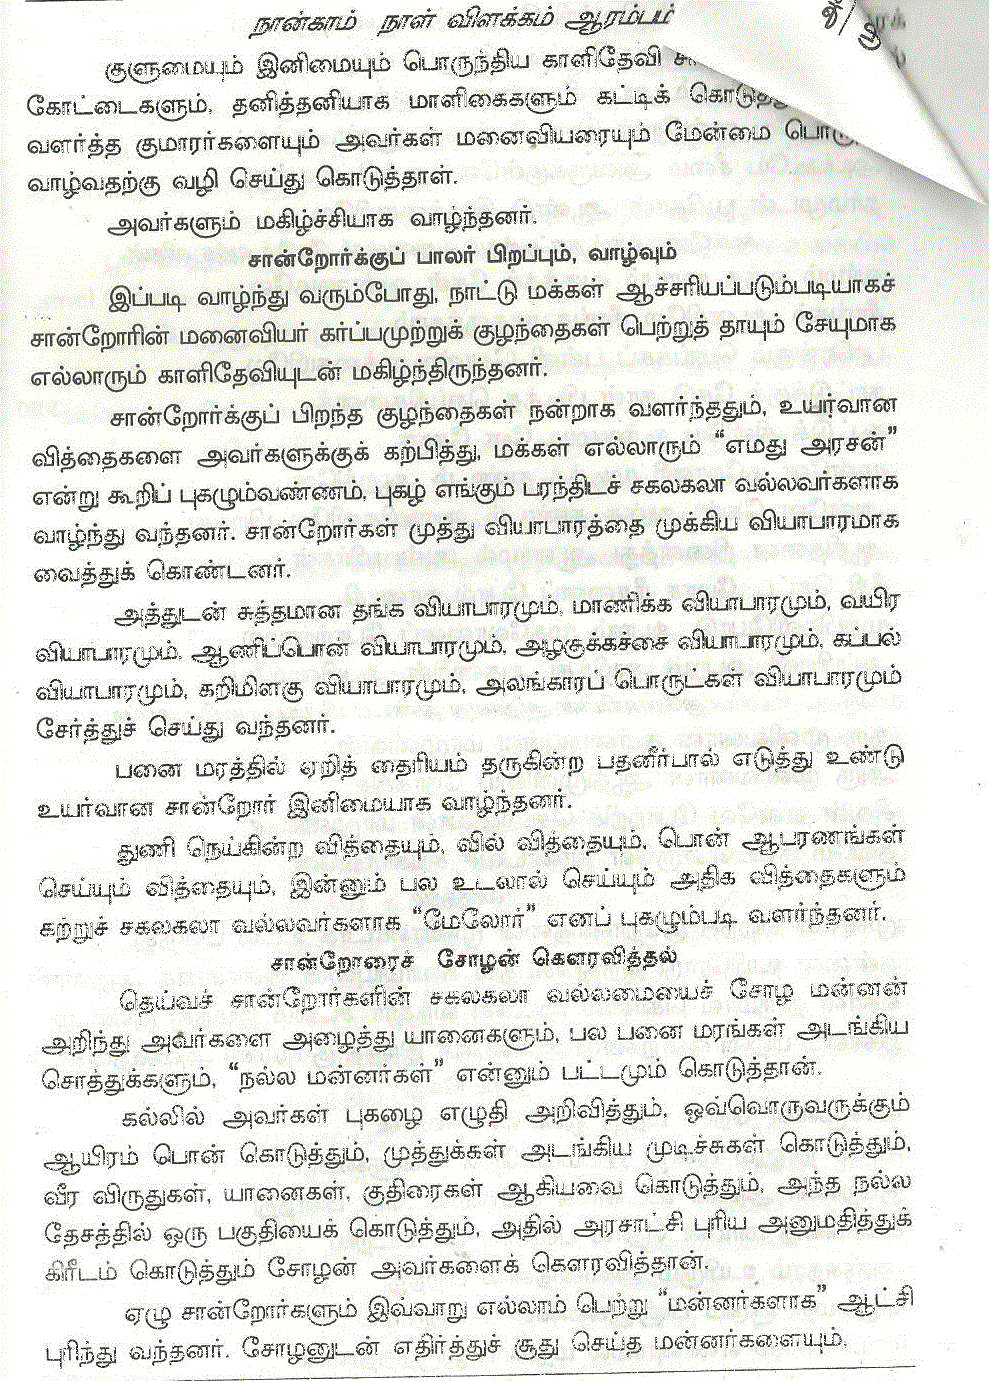 நான்காம் நாள் விளக்கம் ஆரம்பம்
குளுமையும் இனிமையும் பொருந்திய காளிதேவி
கோட்டைகளும், தனித்தனியாக மாளிகைகளும் கட்டிக்
வளர்த்த குமாரர்களையும் அவர்கள் மனைவியரையும் மேன்மை
வாழ்வதற்கு வழி செய்து கொடுத்தாள்.
அவர்களும் மகிழ்ச்சியாக வாழ்ந்தனர்.
சான்றோர்க்குப் பாலர் பிறப்பும், வாழ்வும்
இப்படி வாழ்ந்து வரும்போது, நாட்டு மக்கள் ஆச்சரியப்படும்படியாகச்
சான்றோரின் மனைவியர் கர்ப்பமுற்றுக் குழந்தைகள் பெற்றுத் தாயும் சேயுமாக
எல்லாரும் காளிதேவியுடன் மகிழ்ந்திருந்தனர்.
சான்றோர்க்குப் பிறந்த குழந்தைகள் நன்றாக வளர்ந்ததும், உயர்வான
வித்தைகளை அவர்களுக்குக் கற்பித்து, மக்கள் எல்லாரும் “எமது அரசன்”
என்று கூறிப் புகழும்வண்ணம், புகழ் எங்கும் பரந்திடச் சகலகலா வல்லவர்களாக
வாழ்ந்து வந்தனர். சான்றோர்கள் முத்து வியாபாரத்தை முக்கிய வியாபாரமாக
வைத்துக் கொண்டனர்.
அத்துடன் சுத்தமான தங்க வியாபாரமும், மாணிக்க வியாபாரமும், வயிர
வியாபாரமும், ஆணிப்பொன் வியாபாரமும், அழகுக்கச்சை வியாபாரமும், கப்பல்
வியாபாரமும், கறிமிளகு வியாபாரமும், அலங்காரப் பொருட்கள் வியாபாரமும்
சேர்த்துச் செய்து வந்தனர்.
பனை மரத்தில் ஏறித் தைரியம் தருகின்ற பதனீர்பால் எடுத்து உண்டு
உயர்வான சான்றோர் இனிமையாக வாழ்ந்தனர்.
துணி நெய்கின்ற வித்தையும், வில் வித்தையும், பொன் ஆபரணங்கள்
செய்யும் வித்தையும், இன்னும் பல உடலால் செய்யும் அதிக வித்தைகளும்
கற்றுச் சகலகலா வல்லவர்களாக “மேலோர்” எனப் புகழும்படி வளர்ந்தனர்.
சான்றோரைச் சோழன் கௌரவித்தல்
தெய்வச் சான்றோர்களின் சகலகலா வல்லமையைச் சோழ மன்னன்
அறிந்து அவர்களை அழைத்து யானைகளும், பல பனை மரங்கள் அடங்கிய
சொத்துக்களும், “நல்ல மன்னர்கள்” என்னும் பட்டமும் கொடுத்தான்.
கல்லில் அவர்கள் புகழை எழுதி அறிவித்தும், ஒவ்வொருவருக்கும்
ஆயிரம் பொன் கொடுத்தும், முத்துக்கள் அடங்கிய முடிச்சுகள் கொடுத்தும்,
வீர விருதுகள், யானைகள், குதிரைகள் ஆகியவை கொடுத்தும், அந்த நல்ல
தேசத்தில் ஒரு பகுதியைக் கொடுத்தும், அதில் அரசாட்சி புரிய அனுமதித்துக்
கிரீடம் கொடுத்தும் சோழன் அவர்களைக் கௌரவித்தான்.
ஏழு சான்றோர்களும் இவ்வாறு எல்லாம் பெற்று “மன்னர்களாக” ஆட்சி
புரிந்து வந்தனர். சோழனுடன் எதிர்த்துச் சூது செய்த மன்னர்களையும்,